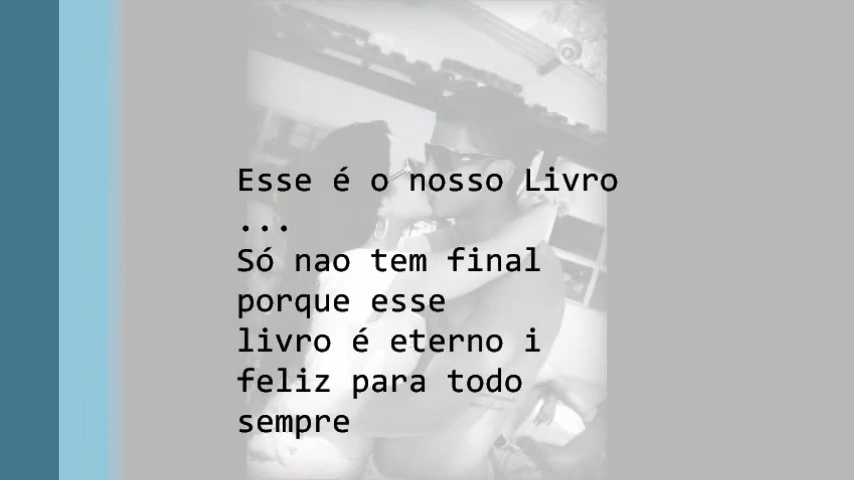 Esse é o nosso Livro
...
Só nao tem final
porque esse
livro é eterno i
feliz para todo
sempre